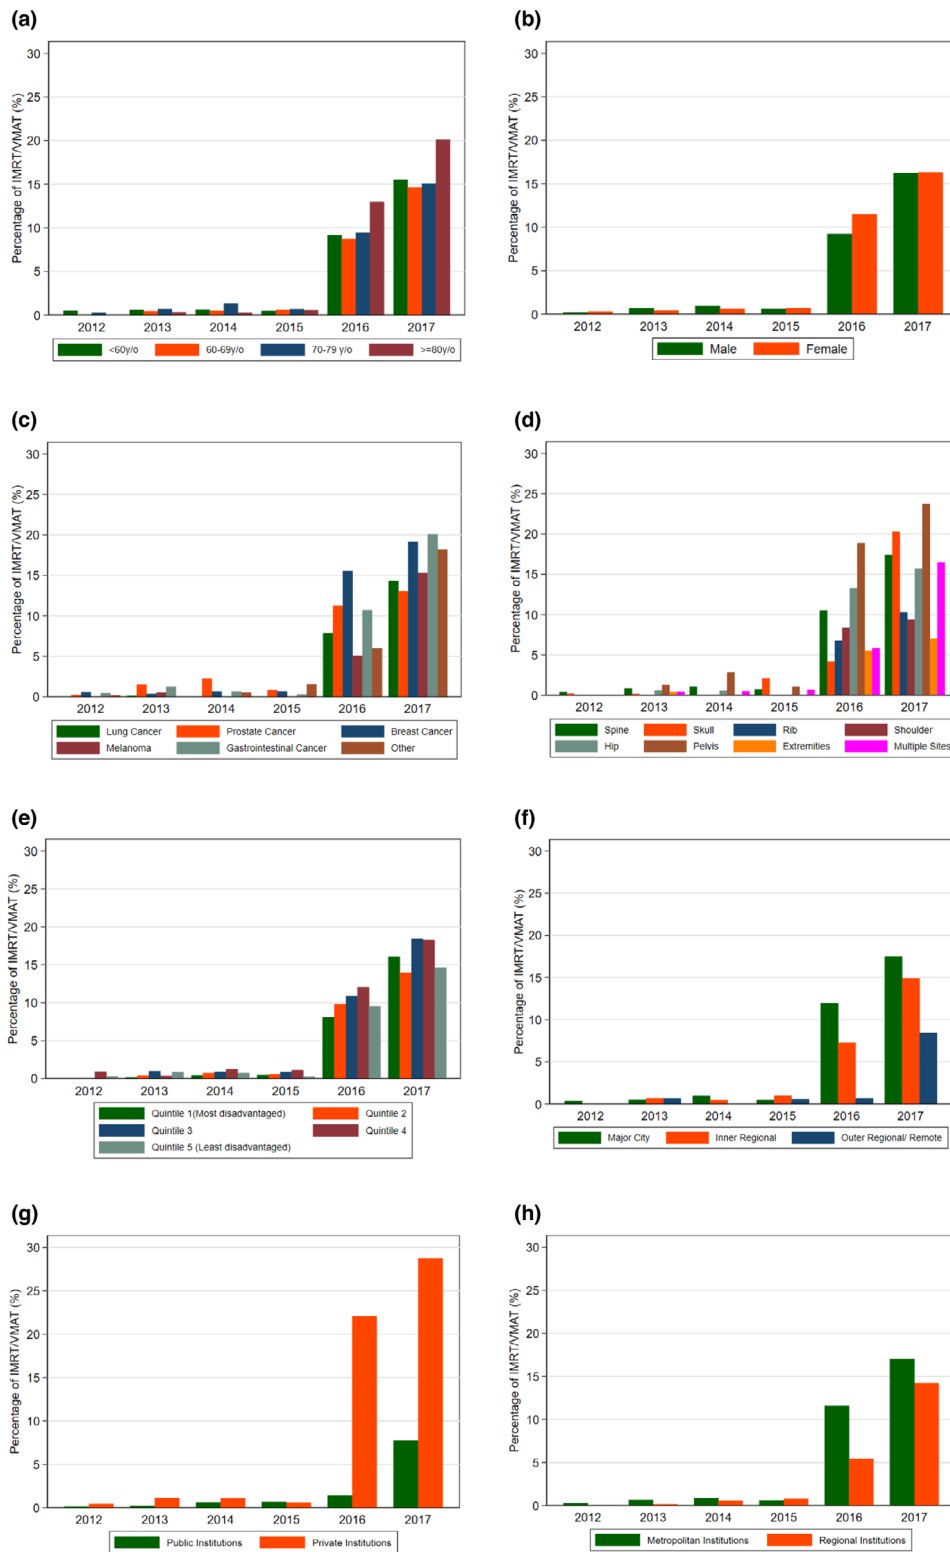 (a)
Percentage of IMRT/VMAT (%)
30
25
20
15
10
5
0
2012 2013 2014 2015 2016 2017
<60y/o 60-69y/o 70-79 y/o >=80y/o
(b)
Percentage of IMRT/VMAT (%)
30
25
20
15
10
5
0
2012 2013 2014 2015 2016 2017
Male Female
(c)
Percentage of IMRT/VMAT (%)
30
25
20
15
10
5
0
2012 2013 2014 2015 2016 2017
Lung Cancer Prostate Cancer Breast Cancer
Melanoma Gastrointestinal Cancer Other
(d)
Percentage of IMRT/VMAT (%)
30
25
20
15
10
5
0
2012 2013 2014 2015 2016 2017
Spine Skull Rib Shoulder
Hip Pelvis Extremities Multiple Sites
(e)
Percentage of IMRT/VMAT (%)
30
25
20
15
10
5
0
2012 2013 2014 2015 2016 2017
Quintile 1(Most disadvantaged) Quintile 2
Quintile 3 Quintile 4
Quintile 5 (Least disadvantaged)
(f)
Percentage of IMRT/VMAT (%)
30
25
20
15
10
5
0
2012 2013 2014 2015 2016 2017
Major City Inner Regional Outer Regional/ Remote
(g)
Percentage of IMRT/VMAT (%)
30
25
20
15
10
5
0
2012 2013 2014 2015 2016 2017
Public Institutions Private Institutions
(h)
Percentage of IMRT/VMAT (%)
30
25
20
15
10
5
0
2012 2013 2014 2015 2016 2017
Metropolitan Institutions Regional Institutions